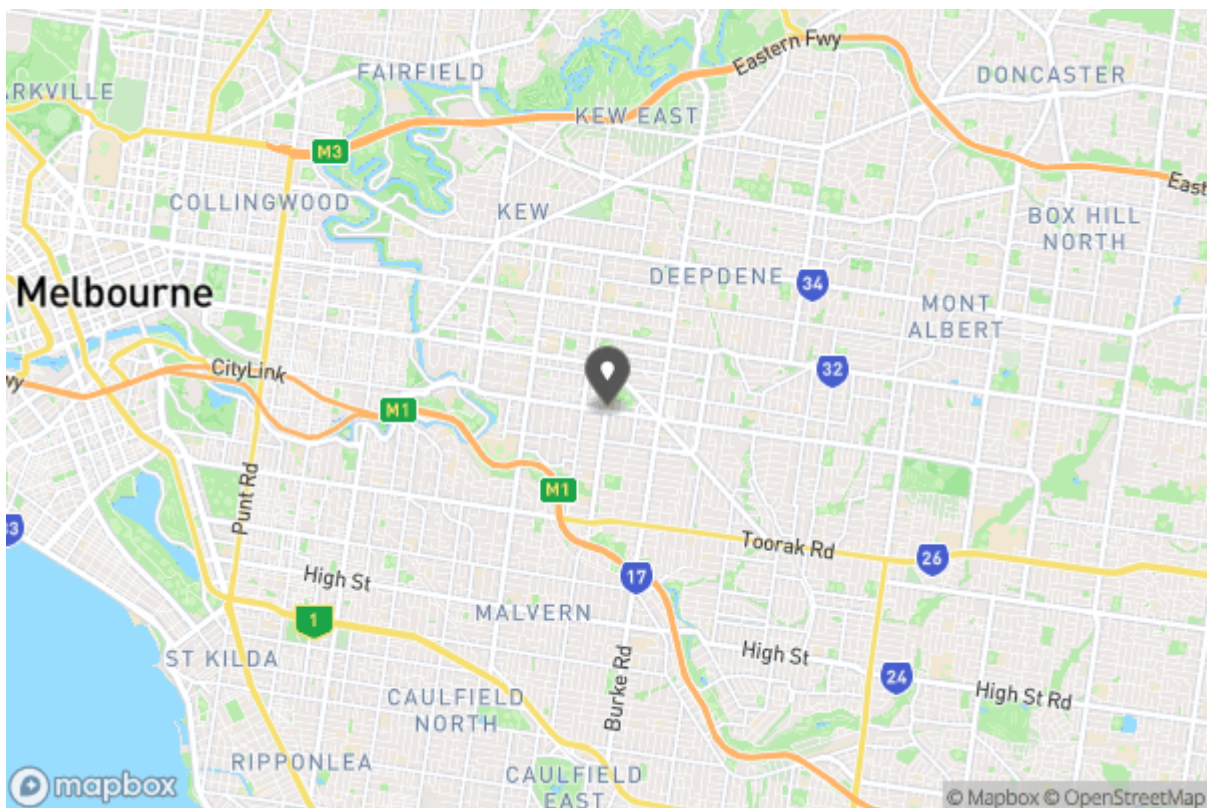 Eastern Fwy
DONCASTER
FAIRFIELD
ARKVILLE
KEW EAST
M3
East
COLLINGWOOD
KEW
BOX HILL
NORTH
DEEPDENE
34
Melbourne
MONT
ALBERT
CityLink
32
wy
M1
M1
Punt Rd
33
Toorak Rd
26
High St
17
MALVERN
1
High St
ST KILDA
24
High St Rd
CAULFIELD
NORTH
Burke Rd
RIPPONLEA
CAULFIELD
EAST
mapbox
© Mapbox © OpenStreetMap